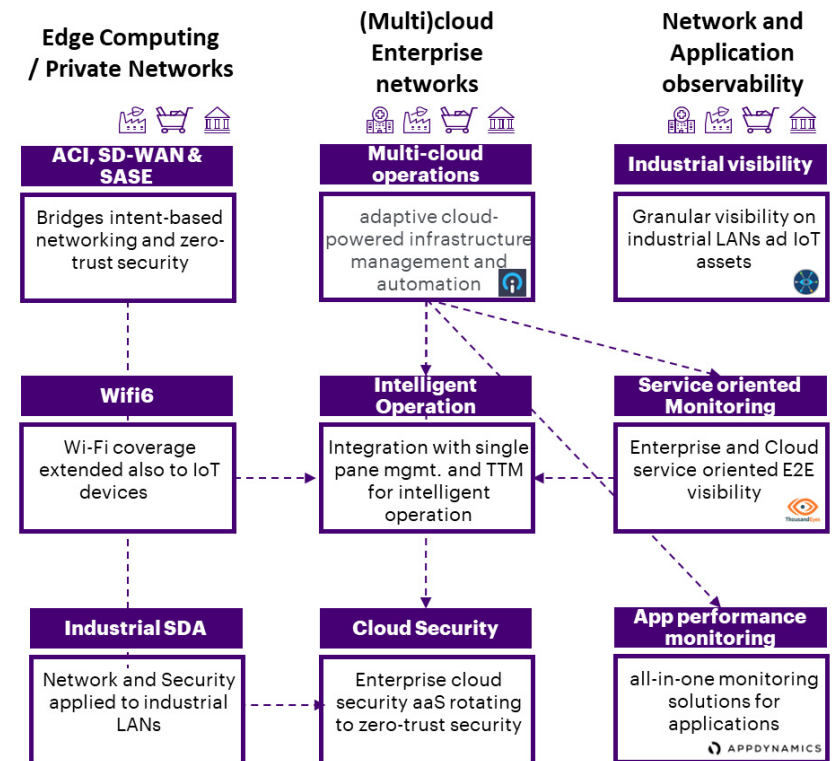 Edge Computing
/ Private Networks
(Multi)cloud
Enterprise
networks
Network and
Application
observability
ACI, SD-WAN &
SASE
Bridges intent-based
networking and zero-
trust security
Multi-cloud
operations
adaptive cloud-
powered infrastructure
management and
automation
Industrial visibility
Granular visibility on
industrial LANs ad IoT
assets
Wifi6
Wi-Fi coverage
extended also to IoT
devices
Intelligent
Operation
Integration with single
pane mgmt. and TTM
for intelligent
operation
Service oriented
Monitoring
Enterprise and Cloud
service oriented E2E
visibility
ThousandEyes
Industrial SDA
Network and Security
applied to industrial
LANs
Cloud Security
Enterprise cloud
security aaS rotating
to zero-trust security
App performance
monitoring
all-in-one monitoring
solutions for
applications
APPDYNAMICS